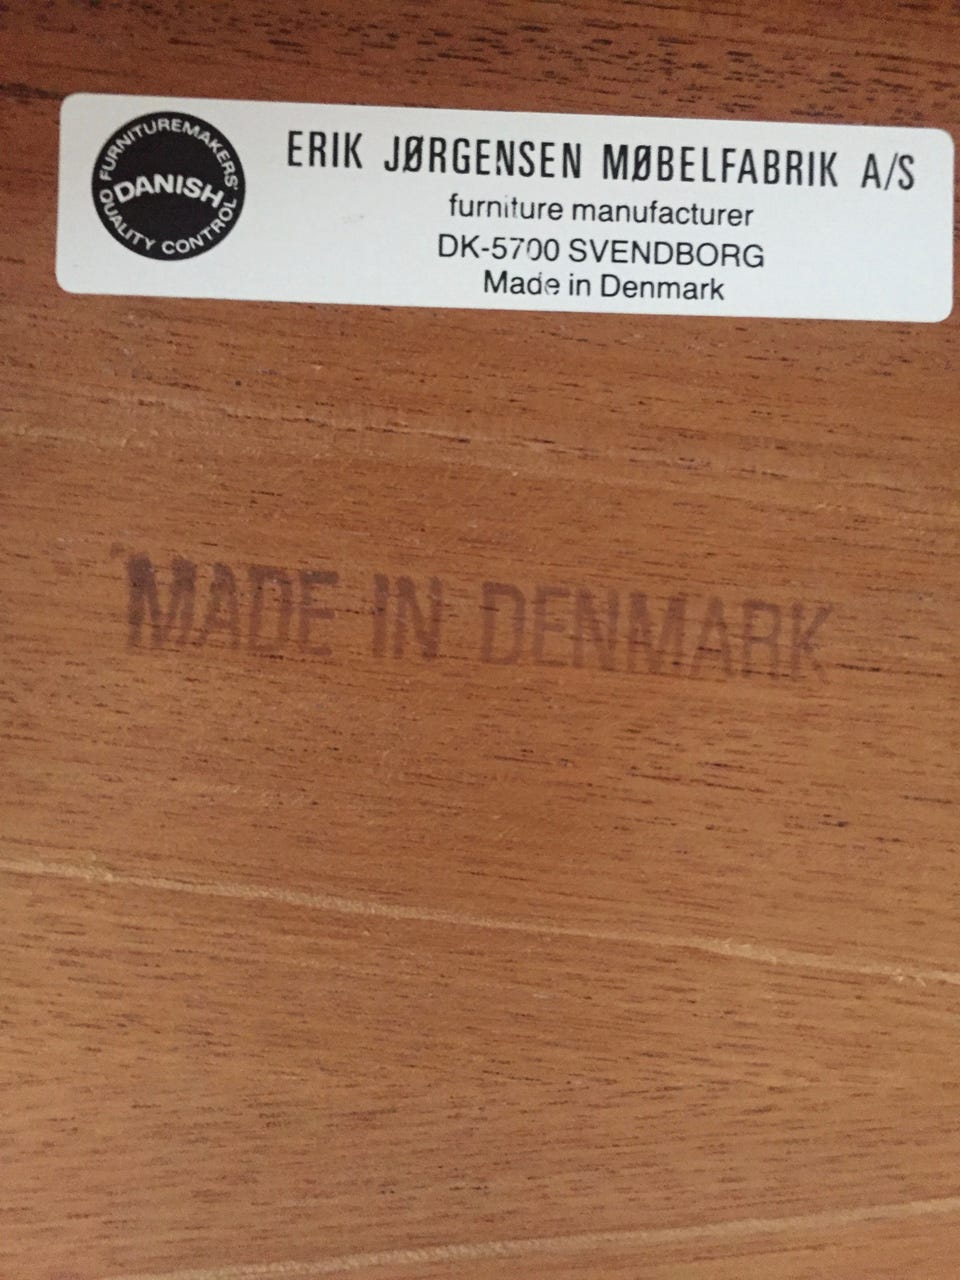 FURNITUREMAKERS'
DANISH
QUALITY CONTROL
ERIK JØRGENSEN MØBELFABRIK A/S
furniture manufacturer
DK-5700 SVENDBORG
Made in Denmark
MADE IN DENMARK